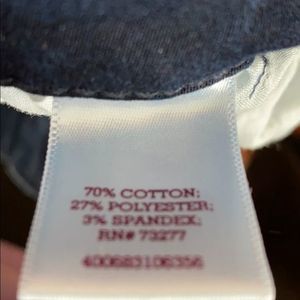 70% COTTON;
27% POLYESTER;
3% SPANDEX;
RN# 73277
400683106356